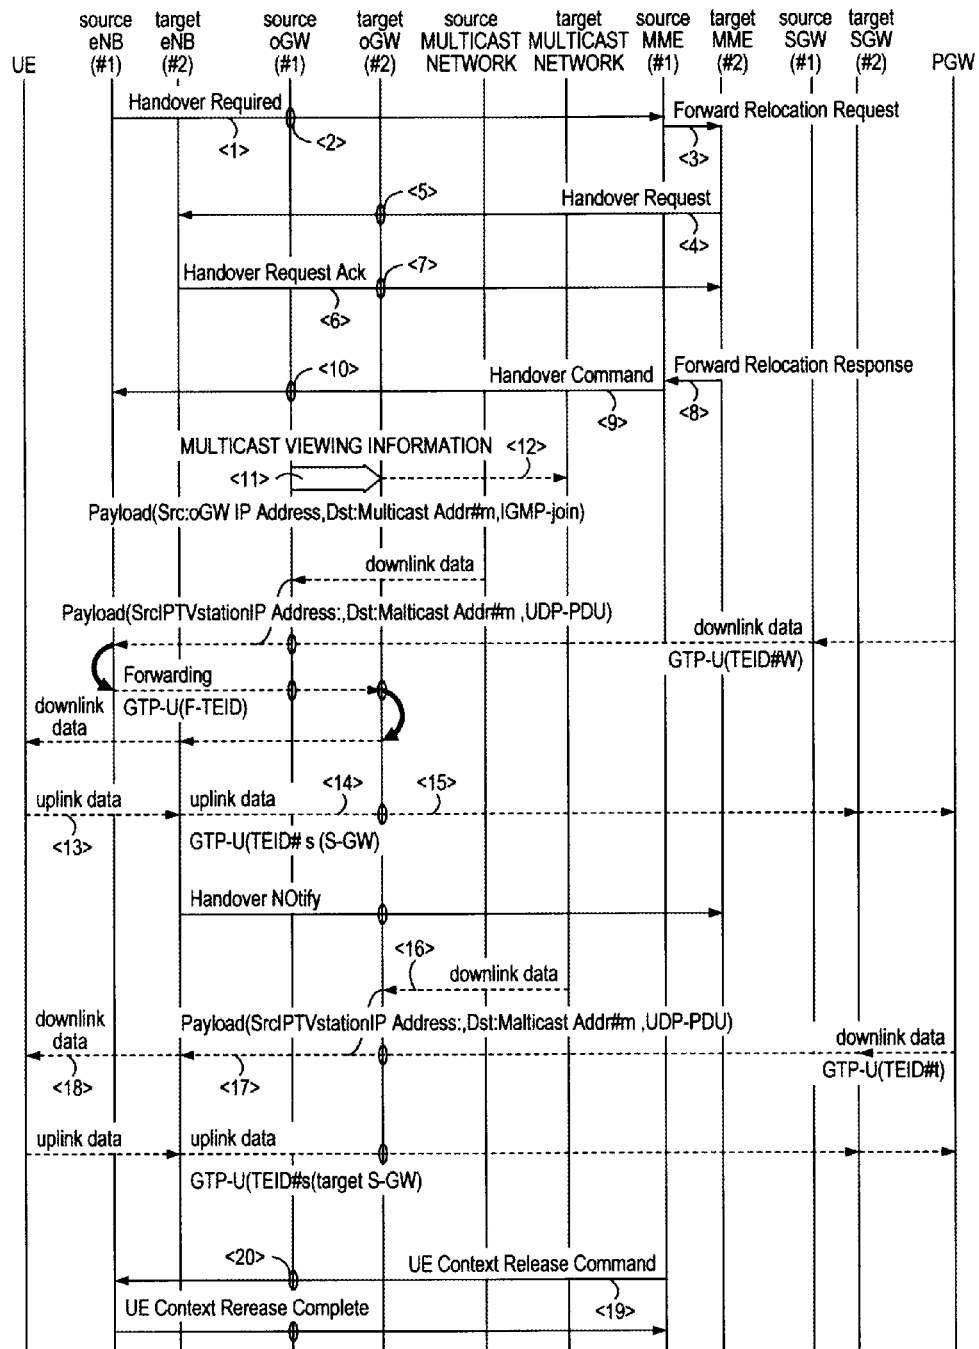 UE
source
eNB
(#1)
target
eNB
(#2)
source
oGW
(#1)
target
oGW
(#2)
source
MULTICAST
NETWORK
target
MULTICAST
NETWORK
source
MME
(#1)
target
MME
(#2)
source
SGW
(#1)
target
SGW
(#2)
PGW
Handover Required
<1>
<2>
Forward Relocation Request
<3>
<5>
Handover Request
<4>
Handover Request Ack
<7>
<6>
<10>
Handover Command
Forward Relocation Response
<9>
<8>
MULTICAST VIEWING INFORMATION
<12>
<11>
Payload(Src:oGW IP Address,Dst:Multicast Addr#m,IGMP-join)
downlink data
Payload(SrcIPTVstationIP Address:,Dst:Malticast Addr#m ,UDP-PDU)
downlink data
GTP-U(TEID#W)
Forwarding
GTP-U(F-TEID)
downlink
data
uplink data
uplink data
<14>
<15>
<13>
GTP-U(TEID# s (S-GW)
Handover NOtify
<16>
downlink data
downlink
data
Payload(SrcIPTVstationIP Address:,Dst:Malticast Addr#m ,UDP-PDU)
downlink data
<18>
<17>
GTP-U(TEID#t)
uplink data
uplink data
GTP-U(TEID#s(target S-GW)
<20>
UE Context Release Command
<19>
UE Context Rerease Complete